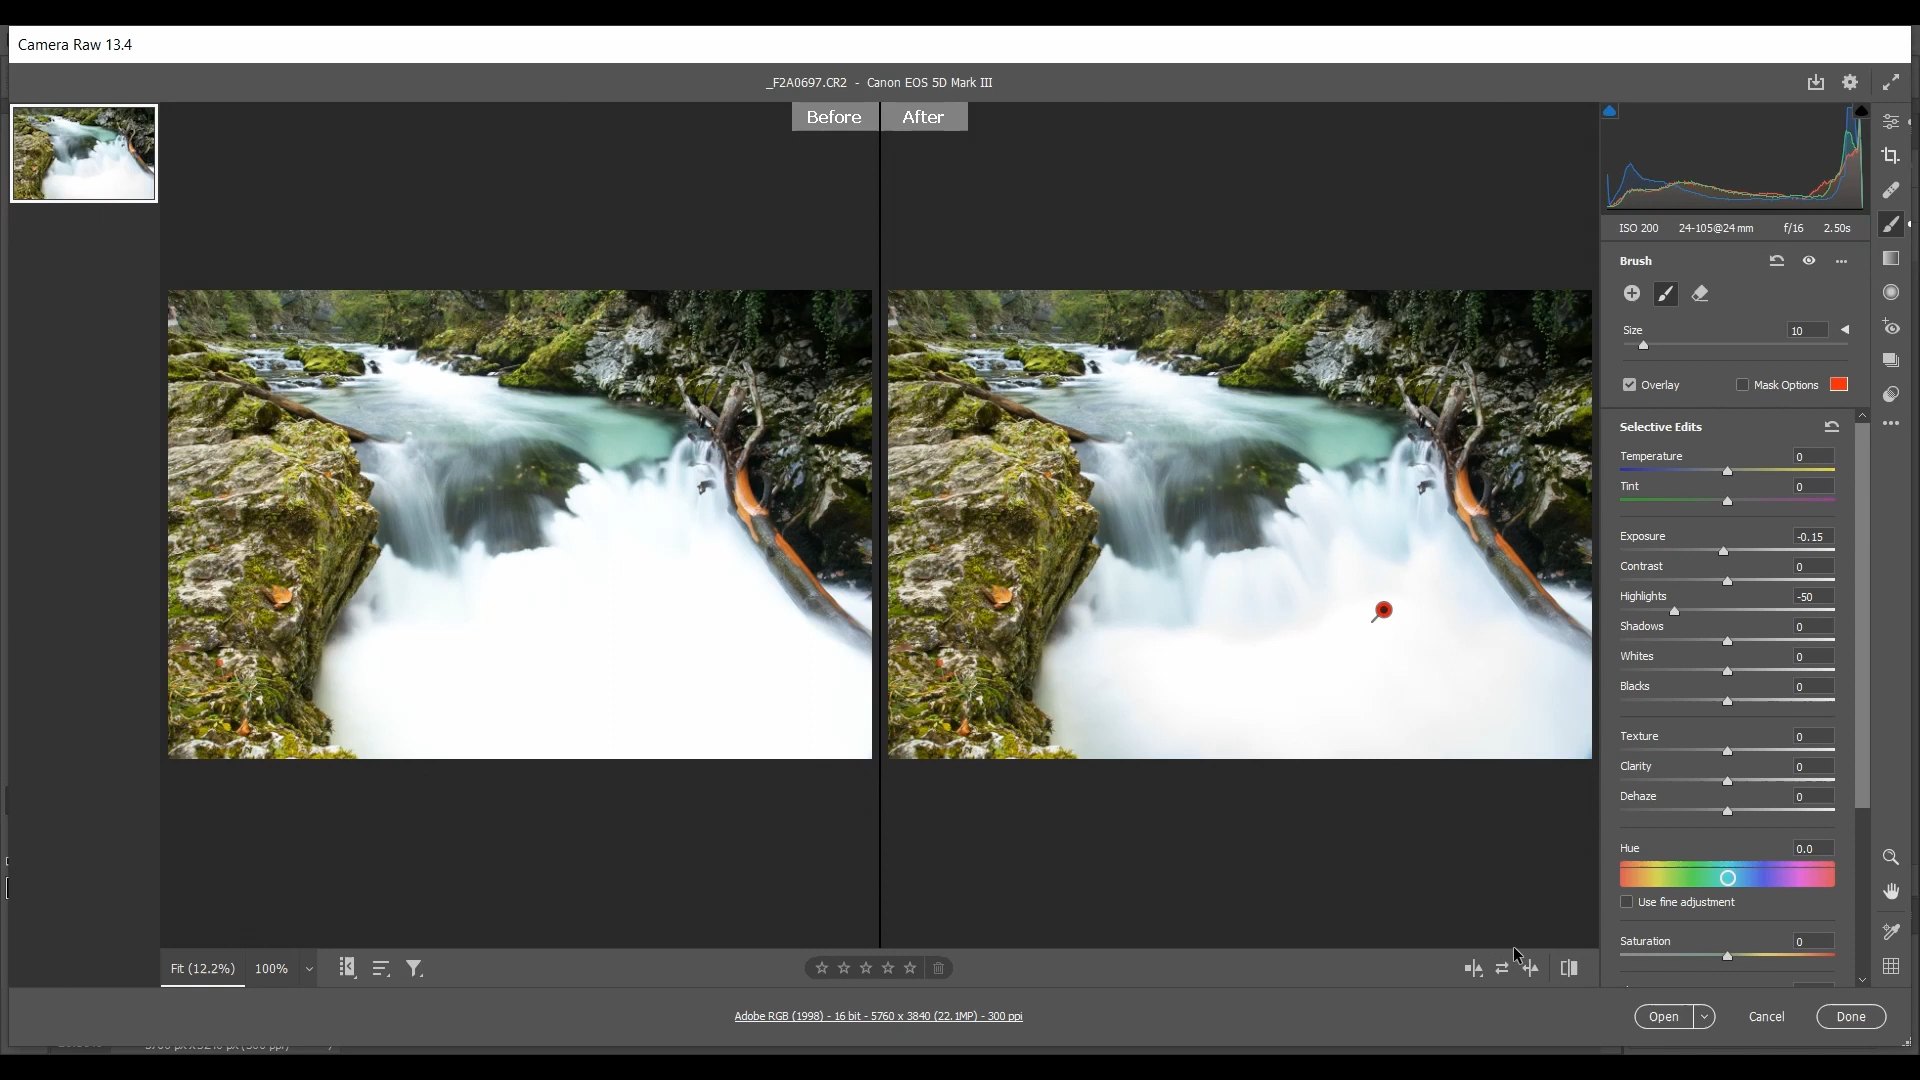 Camera Raw 13.4
_F2A0697.CR2 - Canon EOS 5D Mark III
Before
After
ISO 200 24-105@24 mm f/16 2.50s
Brush
Size 10
Overlay Mask Options
Selective Edits
Temperature 0
Tint 0
Exposure -0.15
Contrast 0
Highlights -50
Shadows 0
Whites 0
Blacks 0
Texture 0
Clarity 0
Dehaze 0
Hue 0.0
Use fine adjustment
Saturation 0
Fit (12.2%) 100%
Adobe RGB (1998) - 16 bit - 5760 x 3840 (22.1MP) - 300 ppi
Open Cancel Done